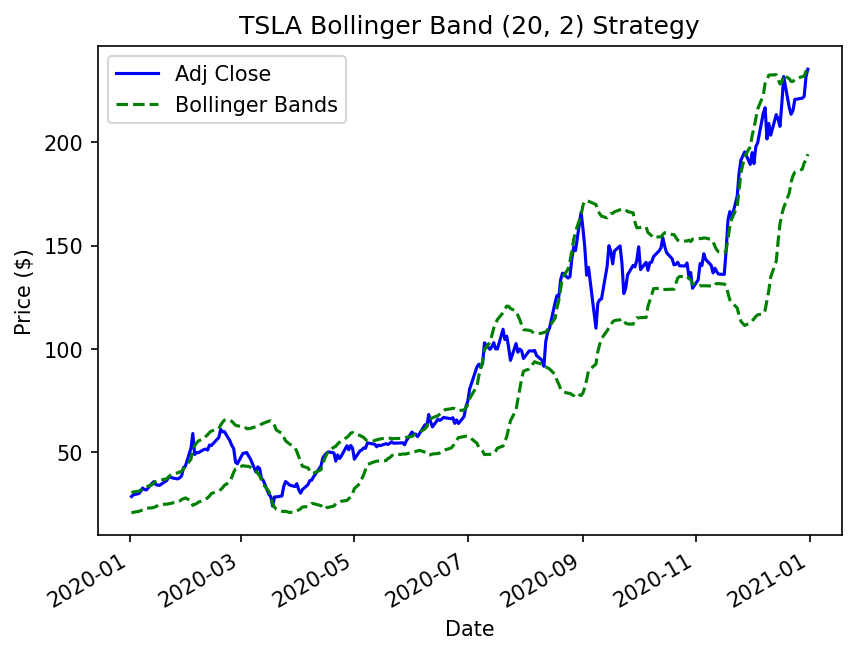 TSLA Bollinger Band (20, 2) Strategy
Adj Close
Bollinger Bands
Price ($)
200
150
100
50
2020-01
2020-03
2020-05
2020-07
2020-09
2020-11
2021-01
Date